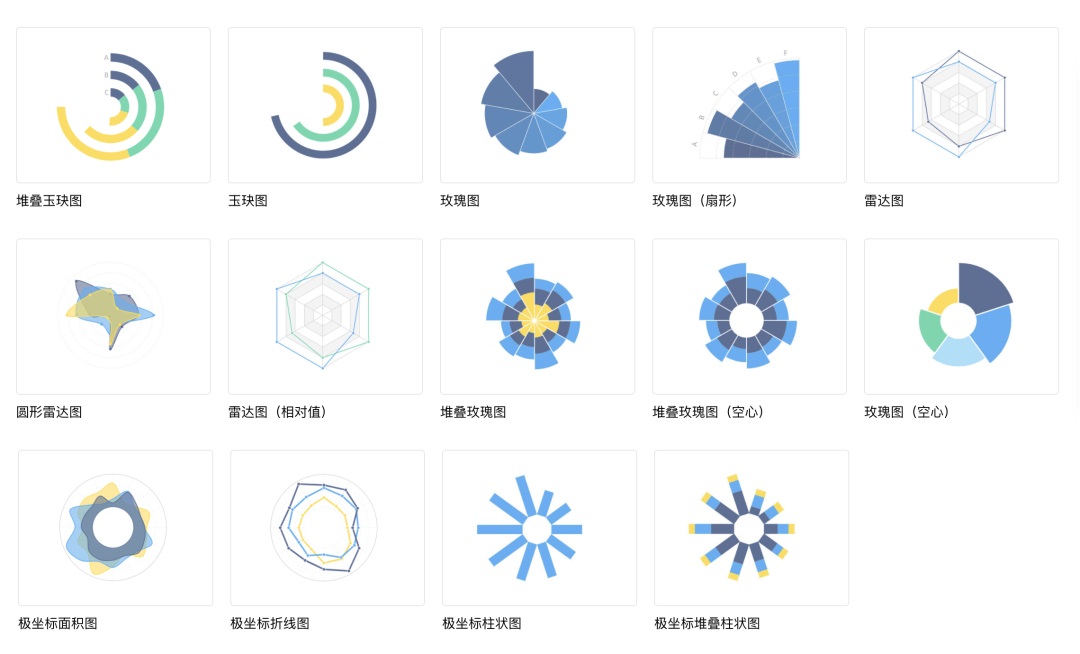 A
B
C
堆叠玉玦图
玉玦图
玫瑰图
A
B
C
D
E
F
玫瑰图（扇形）
雷达图
圆形雷达图
雷达图（相对值）
堆叠玫瑰图
堆叠玫瑰图（空心）
玫瑰图（空心）
极坐标面积图
极坐标折线图
极坐标柱状图
极坐标堆叠柱状图